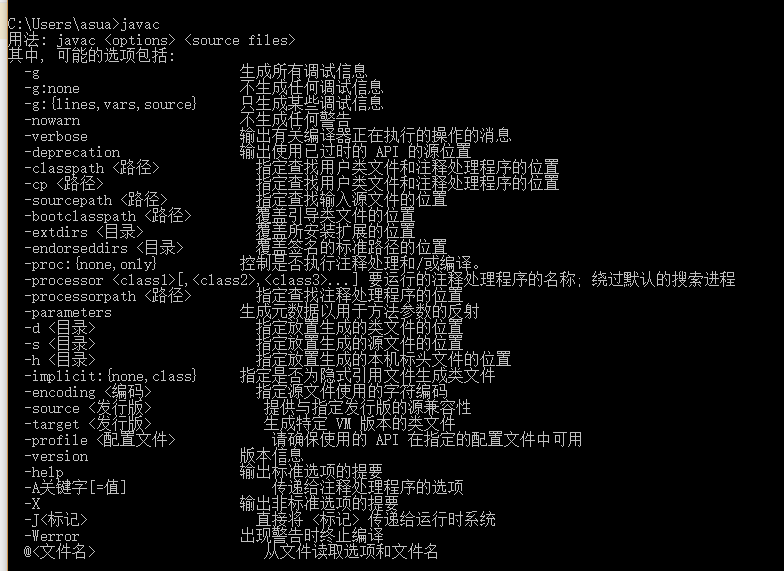 C:\Users\asua>javac
用法: javac <options> <source files>
其中, 可能的选项包括:
-g 生成所有调试信息
-g:none 不生成任何调试信息
-g:{lines,vars,source} 只生成某些调试信息
-nowarn 不生成任何警告
-verbose 输出有关编译器正在执行的操作的消息
-deprecation 输出使用已过时的 API 的源位置
-classpath <路径> 指定查找用户类文件和注释处理程序的位置
-cp <路径> 指定查找用户类文件和注释处理程序的位置
-sourcepath <路径> 指定查找输入源文件的位置
-bootclasspath <路径> 覆盖引导类文件的位置
-extdirs <目录> 覆盖所安装扩展的位置
-endorseddirs <目录> 覆盖签名的标准路径的位置
-proc:{none,only} 控制是否执行注释处理和/或编译。
-processor <class1>[,<class2>,<class3>...] 要运行的注释处理程序的名称; 绕过默认的搜索进程
-processorpath <路径> 指定查找注释处理程序的位置
-parameters 生成元数据以用于方法参数的反射
-d <目录> 指定放置生成的类文件的位置
-s <目录> 指定放置生成的源文件的位置
-h <目录> 指定放置生成的本机标头文件的位置
-implicit:{none,class} 指定是否为隐式引用文件生成类文件
-encoding <编码> 指定源文件使用的字符编码
-source <发行版> 提供与指定发行版的源兼容性
-target <发行版> 生成特定 VM 版本的类文件
-profile <配置文件> 请确保使用的 API 在指定的配置文件中可用
-version 版本信息
-help 输出标准选项的提要
-A关键字[=值] 传递给注释处理程序的选项
-X 输出非标准选项的提要
-J<标记> 直接将 <标记> 传递给运行时系统
-Werror 出现警告时终止编译
@<文件名> 从文件读取选项和文件名